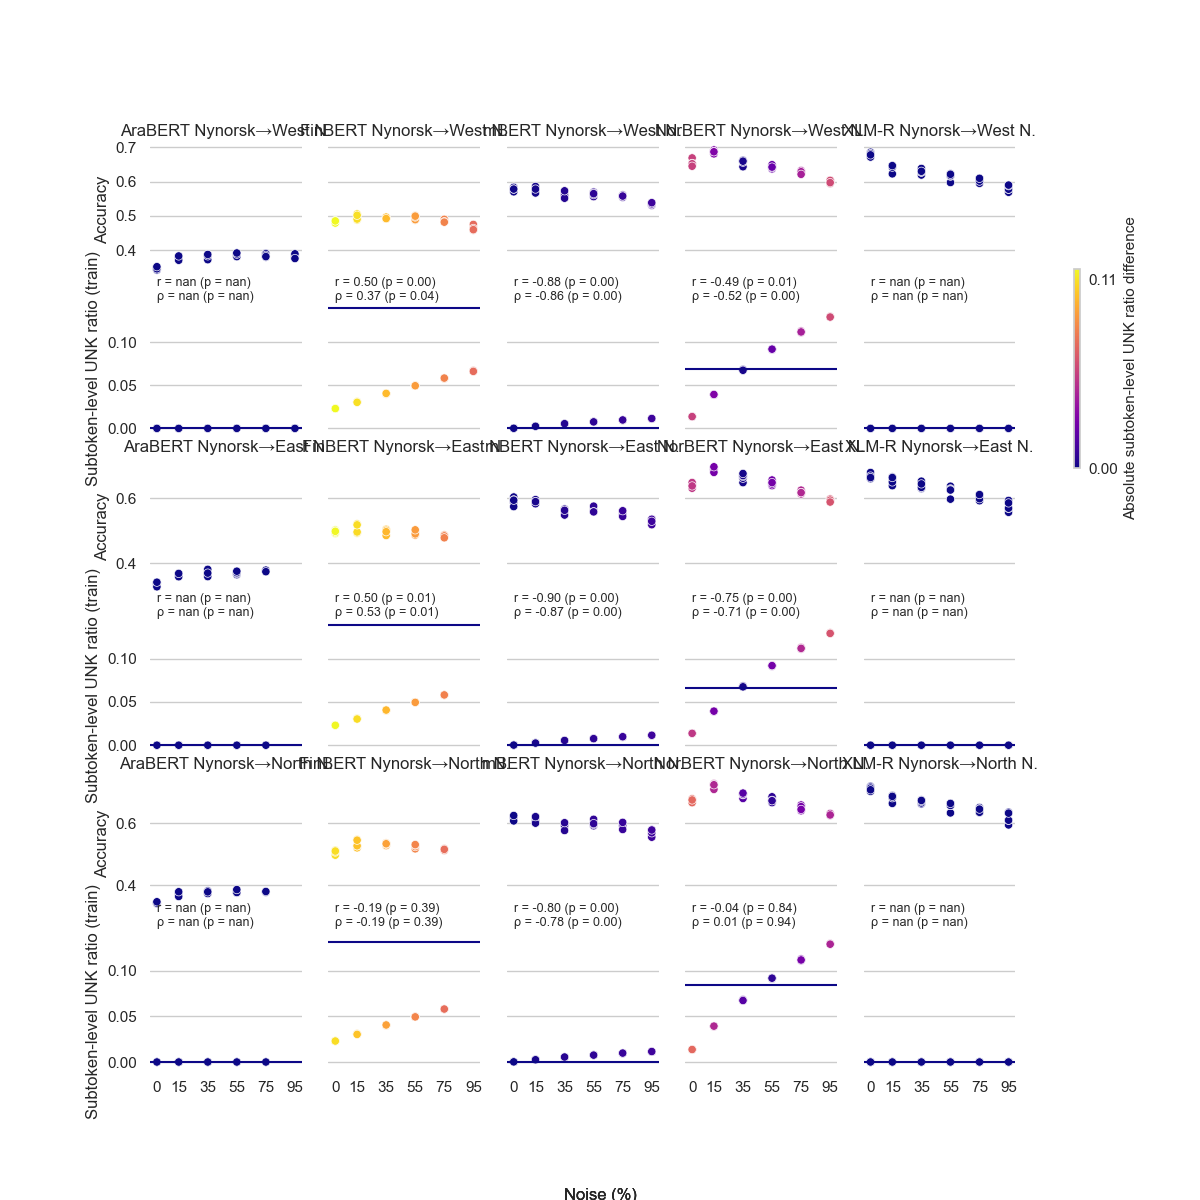 AraBERT Nynorsk→West N.
FinBERT Nynorsk→West N.
mBERT Nynorsk→West N.
NorBERT Nynorsk→West N.
XLM-R Nynorsk→West N.
0.7
0.6
0.5
0.4
Accuracy
r = nan (p = nan)
ρ = nan (p = nan)
r = 0.50 (p = 0.00)
ρ = 0.37 (p = 0.04)
r = -0.88 (p = 0.00)
ρ = -0.86 (p = 0.00)
r = -0.49 (p = 0.01)
ρ = -0.52 (p = 0.00)
r = nan (p = nan)
ρ = nan (p = nan)
0.10
0.05
0.00
Subtoken-level UNK ratio (train)
AraBERT Nynorsk→East N.
FinBERT Nynorsk→East N.
mBERT Nynorsk→East N.
NorBERT Nynorsk→East N.
XLM-R Nynorsk→East N.
0.6
0.4
Accuracy
r = nan (p = nan)
ρ = nan (p = nan)
r = 0.50 (p = 0.01)
ρ = 0.53 (p = 0.01)
r = -0.90 (p = 0.00)
ρ = -0.87 (p = 0.00)
r = -0.75 (p = 0.00)
ρ = -0.71 (p = 0.00)
r = nan (p = nan)
ρ = nan (p = nan)
0.10
0.05
0.00
Subtoken-level UNK ratio (train)
AraBERT Nynorsk→North N.
FinBERT Nynorsk→North N.
mBERT Nynorsk→North N.
NorBERT Nynorsk→North N.
XLM-R Nynorsk→North N.
0.6
0.4
Accuracy
r = nan (p = nan)
ρ = nan (p = nan)
r = -0.19 (p = 0.39)
ρ = -0.19 (p = 0.39)
r = -0.80 (p = 0.00)
ρ = -0.78 (p = 0.00)
r = -0.04 (p = 0.84)
ρ = 0.01 (p = 0.94)
r = nan (p = nan)
ρ = nan (p = nan)
0.10
0.05
0.00
Subtoken-level UNK ratio (train)
0 15 35 55 75 95
0 15 35 55 75 95
0 15 35 55 75 95
0 15 35 55 75 95
0 15 35 55 75 95
Noise (%)
0.11
0.00
Absolute subtoken-level UNK ratio difference